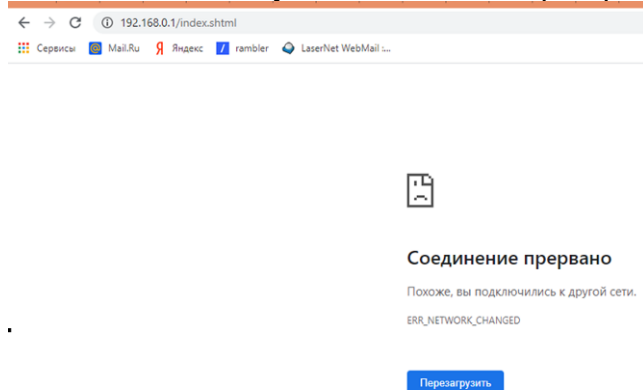 192.168.0.1/index.shtml
Сервисы Mail.Ru Яндекс rambler LaserNet WebMail :...
Соединение прервано
Похоже, вы подключились к другой сети.
ERR_NETWORK_CHANGED
Перезагрузить